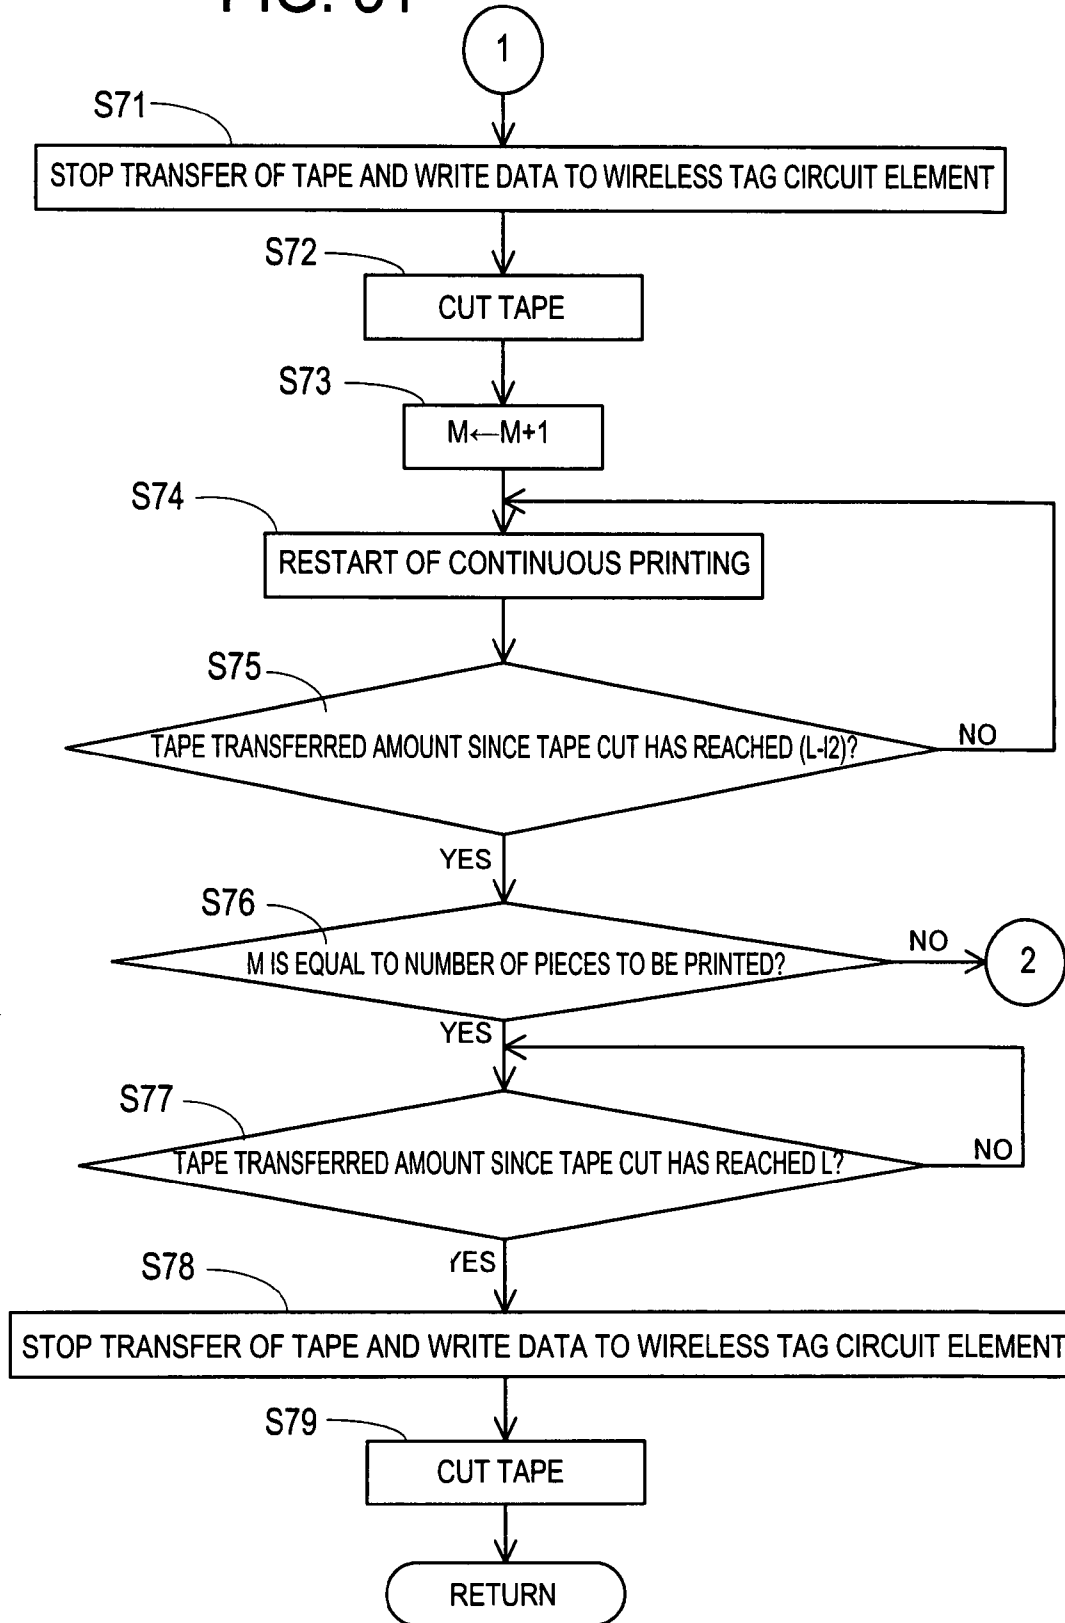 1
S71
STOP TRANSFER OF TAPE AND WRITE DATA TO WIRELESS TAG CIRCUIT ELEMENT
S72
CUT TAPE
S73
M←M+1
S74
RESTART OF CONTINUOUS PRINTING
S75
TAPE TRANSFERRED AMOUNT SINCE TAPE CUT HAS REACHED (L-l2)?
NO
YES
S76
M IS EQUAL TO NUMBER OF PIECES TO BE PRINTED?
NO
2
YES
S77
TAPE TRANSFERRED AMOUNT SINCE TAPE CUT HAS REACHED L?
NO
YES
S78
STOP TRANSFER OF TAPE AND WRITE DATA TO WIRELESS TAG CIRCUIT ELEMENT
S79
CUT TAPE
RETURN